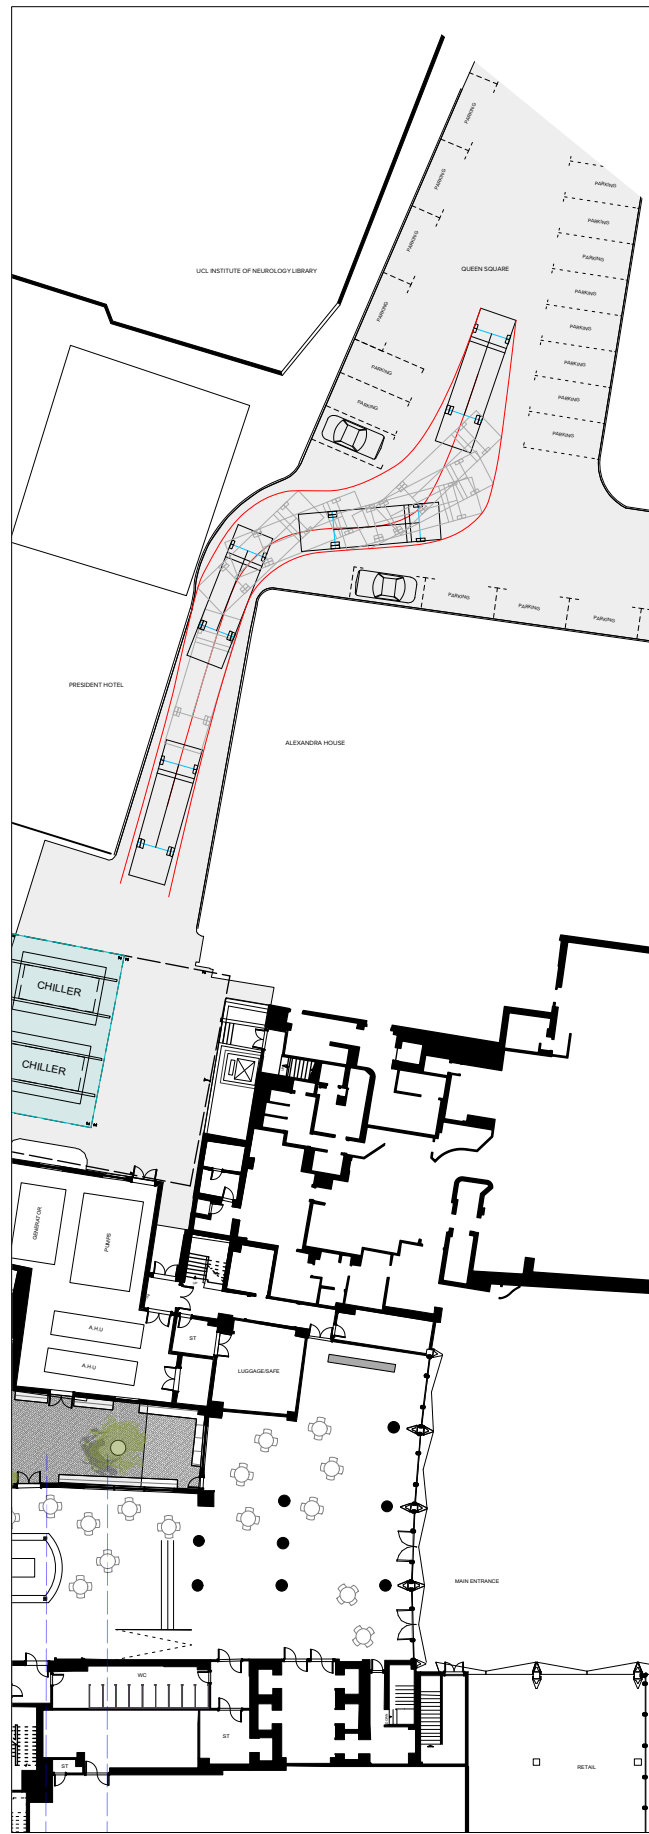 PARKING
PARKING
PARKING
PARKING
UCL INSTITUTE OF NEUROLOGY LIBRARY
QUEEN SQUARE
PARKING
PARKING
PARKING
PARKING
PARKING
PARKING
PARKING
PARKING
PARKING
PARKING
PARKING
PARKING
PARKING
PARKING
PRESIDENT HOTEL
ALEXANDRA HOUSE
CHILLER
CHILLER
GENERATOR
PUMPS
A.H.U
A.H.U
ST
LUGGAGE/SAFE
MAIN ENTRANCE
WC
ST
ST
RETAIL